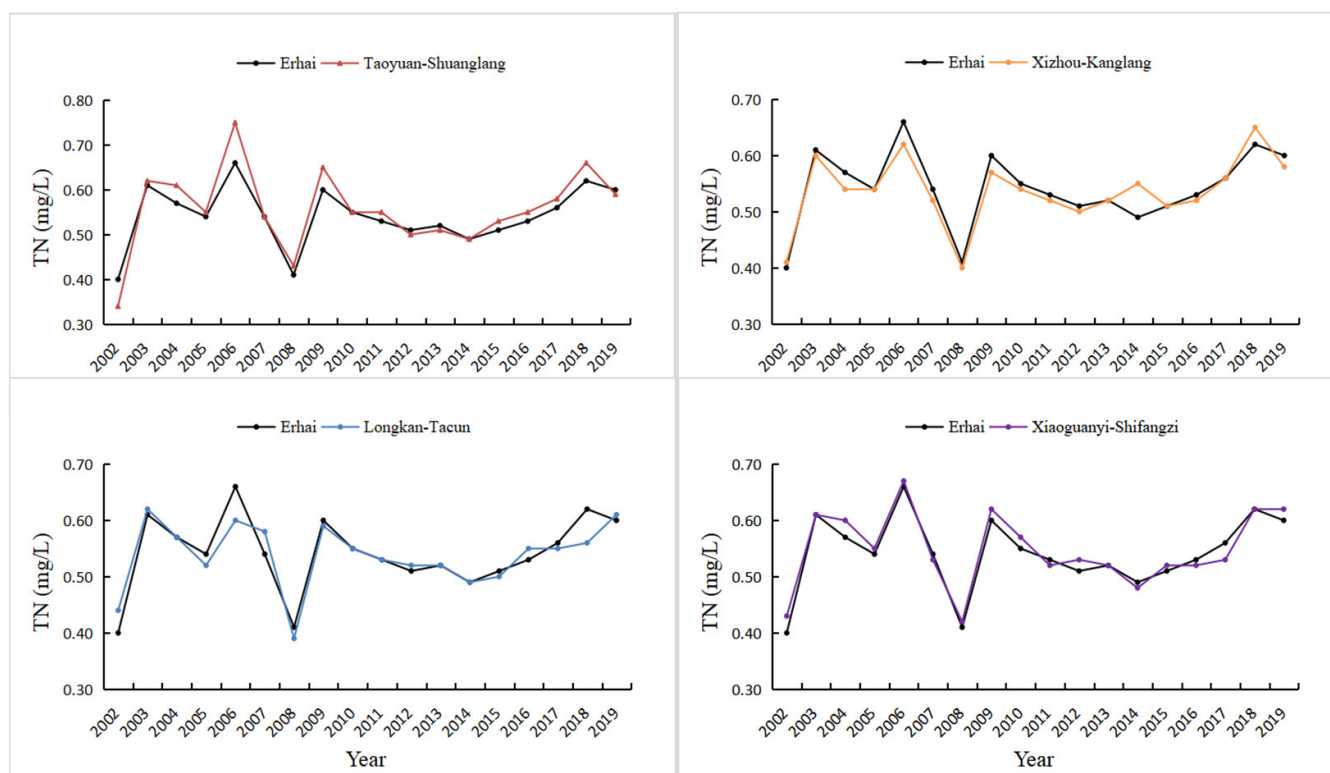 Erhai Taoyuan-Shuanglang
0.80
0.70
0.60
0.50
0.40
0.30
TN (mg/L)
2002 2003 2004 2005 2006 2007 2008 2009 2010 2011 2012 2013 2014 2015 2016 2017 2018 2019
Erhai Xizhou-Kanglang
0.70
0.60
0.50
0.40
0.30
TN (mg/L)
2002 2003 2004 2005 2006 2007 2008 2009 2010 2011 2012 2013 2014 2015 2016 2017 2018 2019
Erhai Longkan-Tacun
0.70
0.60
0.50
0.40
0.30
TN (mg/L)
2002 2003 2004 2005 2006 2007 2008 2009 2010 2011 2012 2013 2014 2015 2016 2017 2018 2019
Year
Erhai Xiaoguanyi-Shifangzi
0.70
0.60
0.50
0.40
0.30
TN (mg/L)
2002 2003 2004 2005 2006 2007 2008 2009 2010 2011 2012 2013 2014 2015 2016 2017 2018 2019
Year